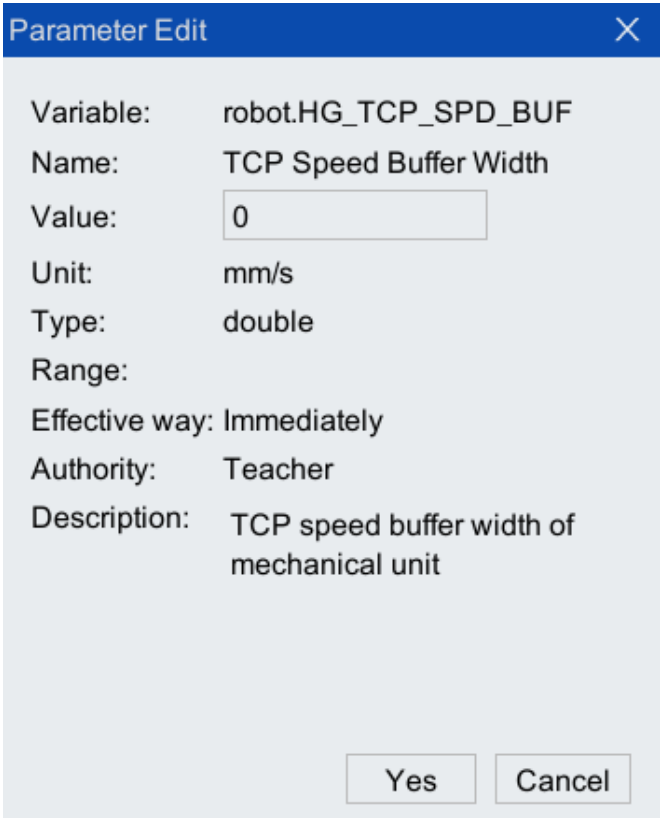 Parameter Edit
Variable: robot.HG_TCP_SPD_BUF
Name: TCP Speed Buffer Width
Value: 0
Unit: mm/s
Type: double
Range:
Effective way: Immediately
Authority: Teacher
Description: TCP speed buffer width of
mechanical unit
Yes Cancel